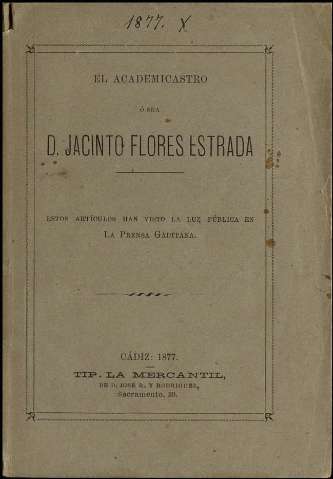 1877. X
EL ACADEMICASTRO
Ó SEA
D. JACINTO FLORES ESTRADA
ESTOS ARTÍCULOS HAN VISTO LA LUZ PÚBLICA EN
LA PRENSA GADITANA.
CÁDIZ: 1877.
TIP. LA MERCANTIL,
DE D. JOSÉ R. Y RODRIGUEZ,
Sacramento, 39.